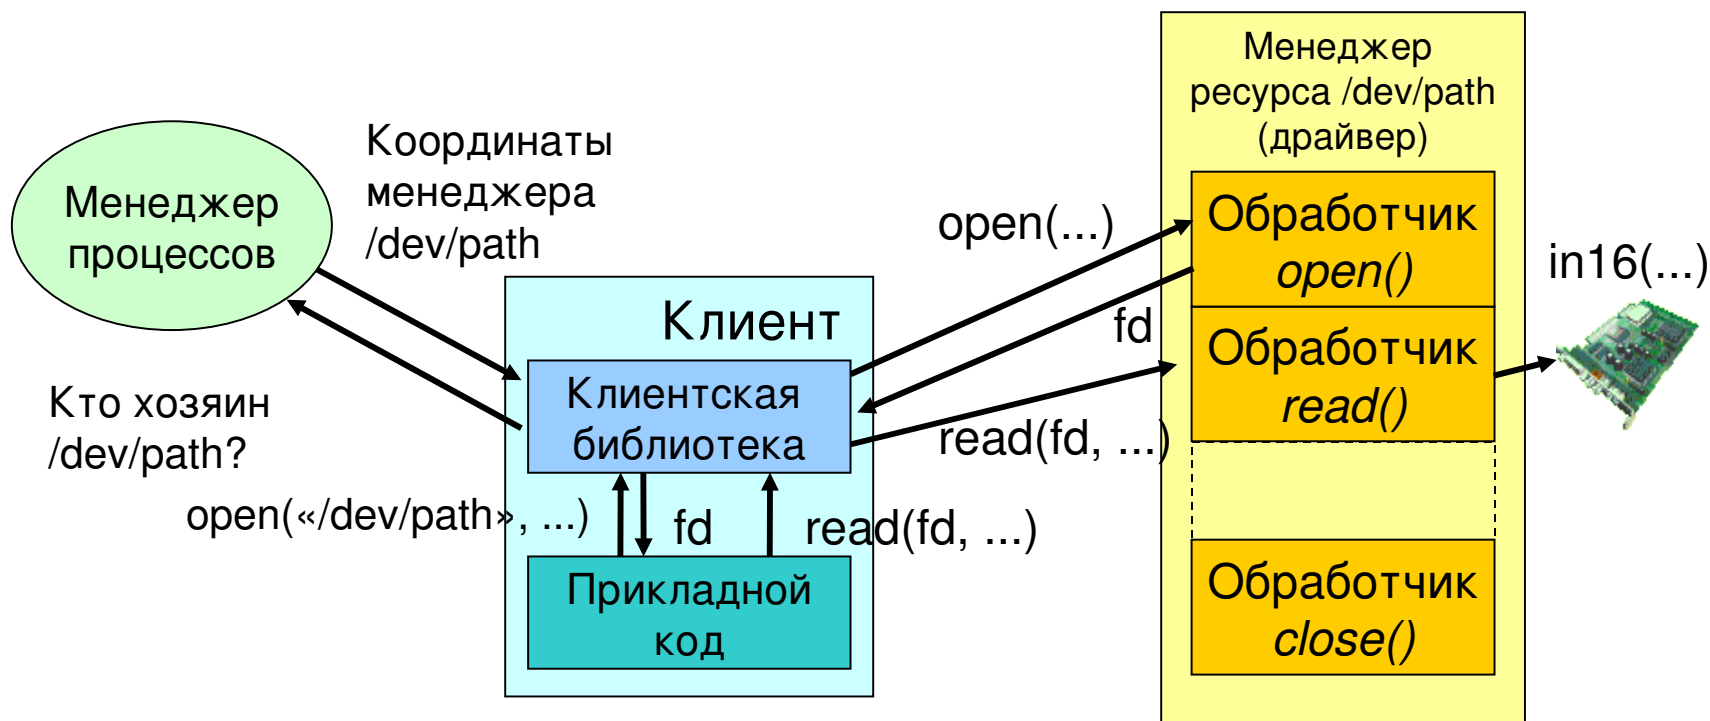 Менеджер
процессов
Координаты
менеджера
/dev/path
Кто хозяин
/dev/path?
Клиент
Клиентская
библиотека
open(«/dev/path», ...)
fd
read(fd, ...)
Прикладной
код
open(...)
fd
read(fd, ...)
Менеджер
ресурса /dev/path
(драйвер)
Обработчик
open()
Обработчик
read()
Обработчик
close()
in16(...)